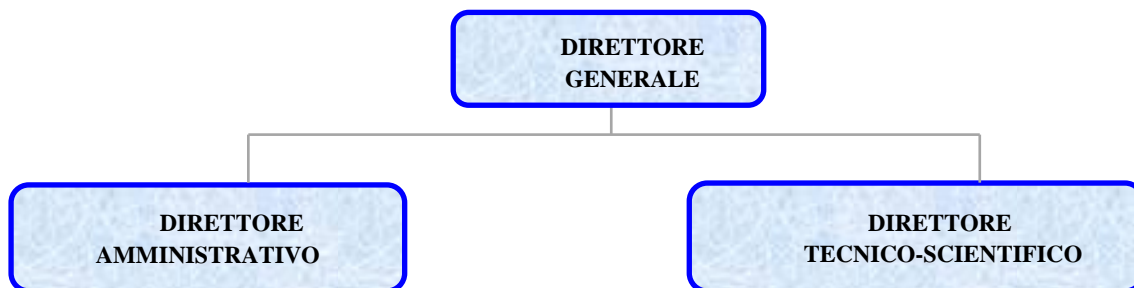 DIRETTORE
GENERALE
DIRETTORE
AMMINISTRATIVO
DIRETTORE
TECNICO-SCIENTIFICO